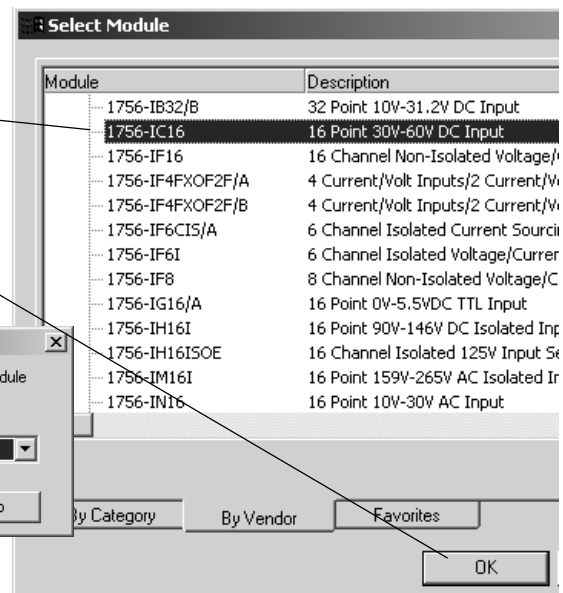 Select Module
Module Description
1756-IB32/B 32 Point 10V-31.2V DC Input
1756-IC16 16 Point 30V-60V DC Input
1756-IF16 16 Channel Non-Isolated Voltage/
1756-IF4FXOF2F/A 4 Current/Volt Inputs/2 Current/V
1756-IF4FXOF2F/B 4 Current/Volt Inputs/2 Current/V
1756-IF6CIS/A 6 Channel Isolated Current Sourci
1756-IF6I 6 Channel Isolated Voltage/Curren
1756-IF8 8 Channel Non-Isolated Voltage/C
1756-IG16/A 16 Point 0V-5.5VDC TTL Input
1756-IH16I 16 Point 90V-146V DC Isolated Inp
1756-IH16ISOE 16 Channel Isolated 125V Input Se
1756-IM16I 16 Point 159V-265V AC Isolated In
1756-IN16 16 Point 10V-30V AC Input
dule
By Category By Vendor Favorites
OK